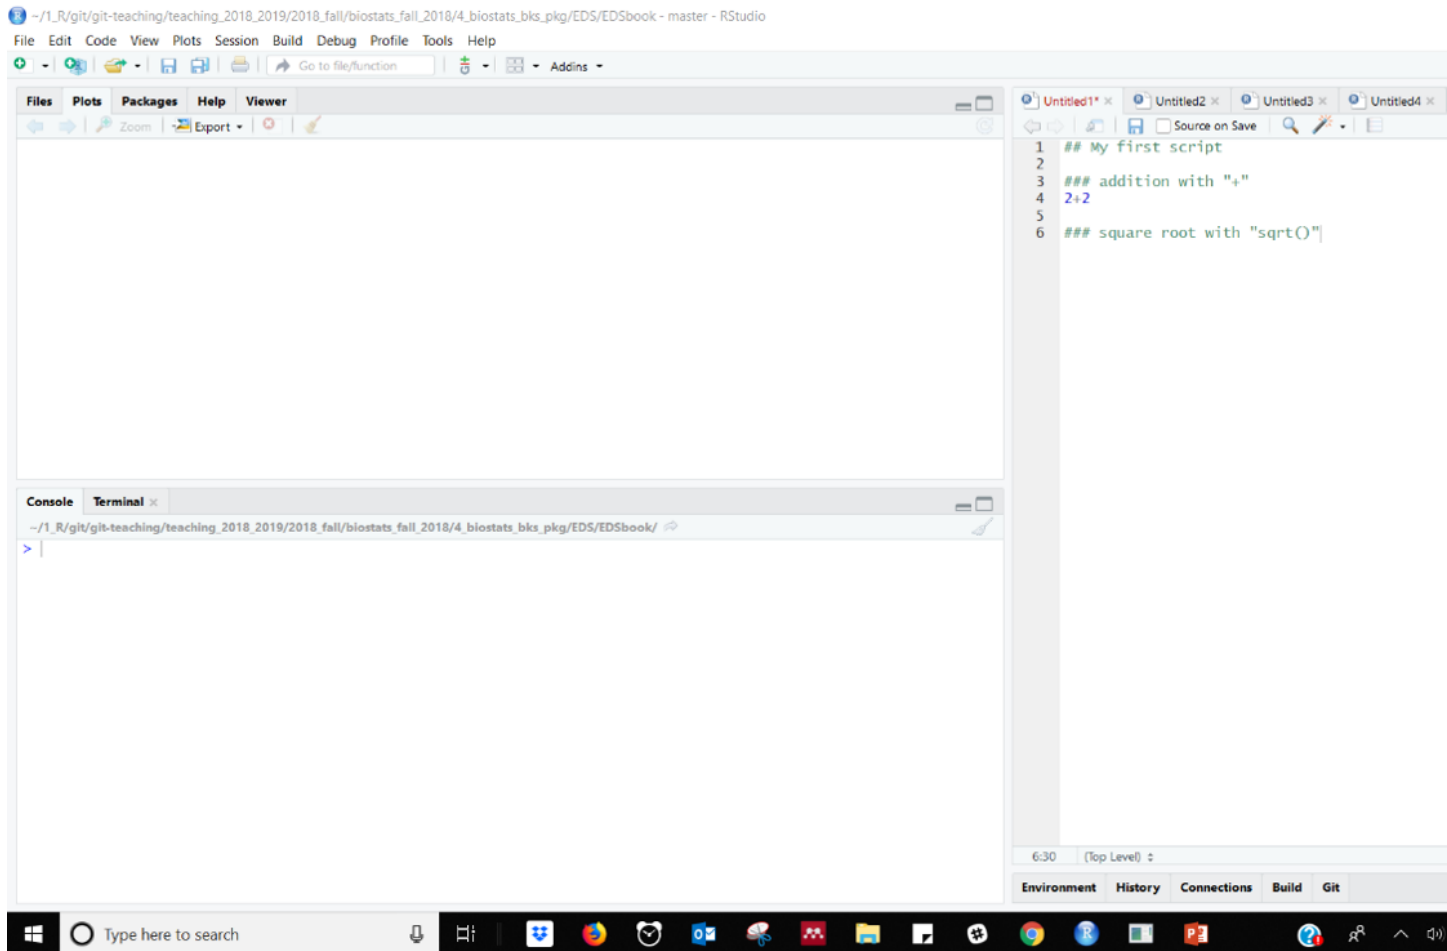 ~/1_R/git/git-teaching/teaching_2018_2019/2018_fall/biostats_fall_2018/4_biostats_bks_pkg/EDS/EDSbook - master - RStudio
File Edit Code View Plots Session Build Debug Profile Tools Help
Go to file/function Addins
Files Plots Packages Help Viewer
Zoom Export
Console Terminal
~/1_R/git/git-teaching/teaching_2018_2019/2018_fall/biostats_fall_2018/4_biostats_bks_pkg/EDS/EDSbook/
>
Untitled1* Untitled2 Untitled3 Untitled4
Source on Save
1 ## My first script
2
3 ### addition with "+"
4 2+2
5
6 ### square root with "sqrt()"
6:30 (Top Level)
Environment History Connections Build Git
Type here to search